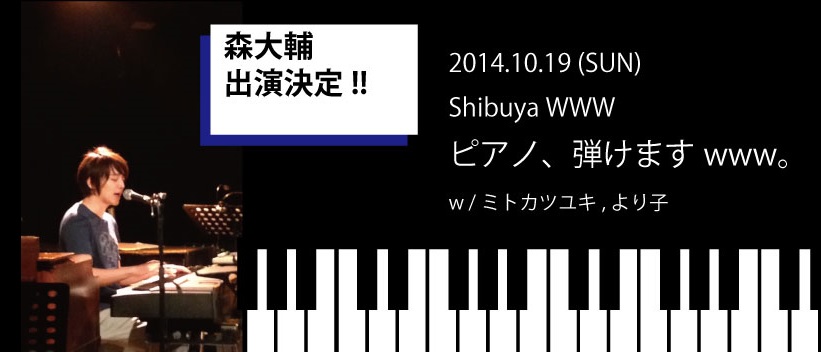 森大輔
出演決定 !!
2014.10.19 (SUN)
Shibuya WWW
ピアノ、弾けます www。
w / ミトカツユキ , より子